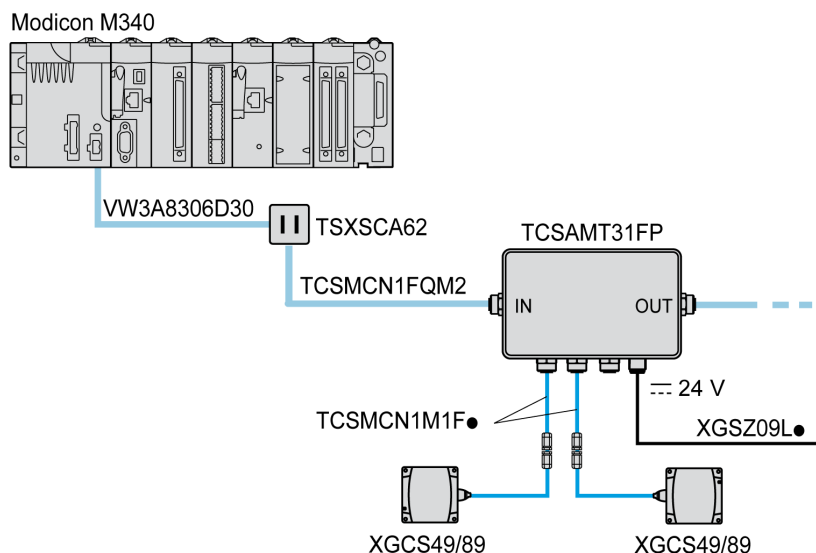 Modicon M340
VW3A8306D30
TSXSCA62
TCSAMT31FP
TCSMCN1FQM2
IN
OUT
24 V
TCSMCN1M1F●
XGSZ09L●
XGCS49/89
XGCS49/89